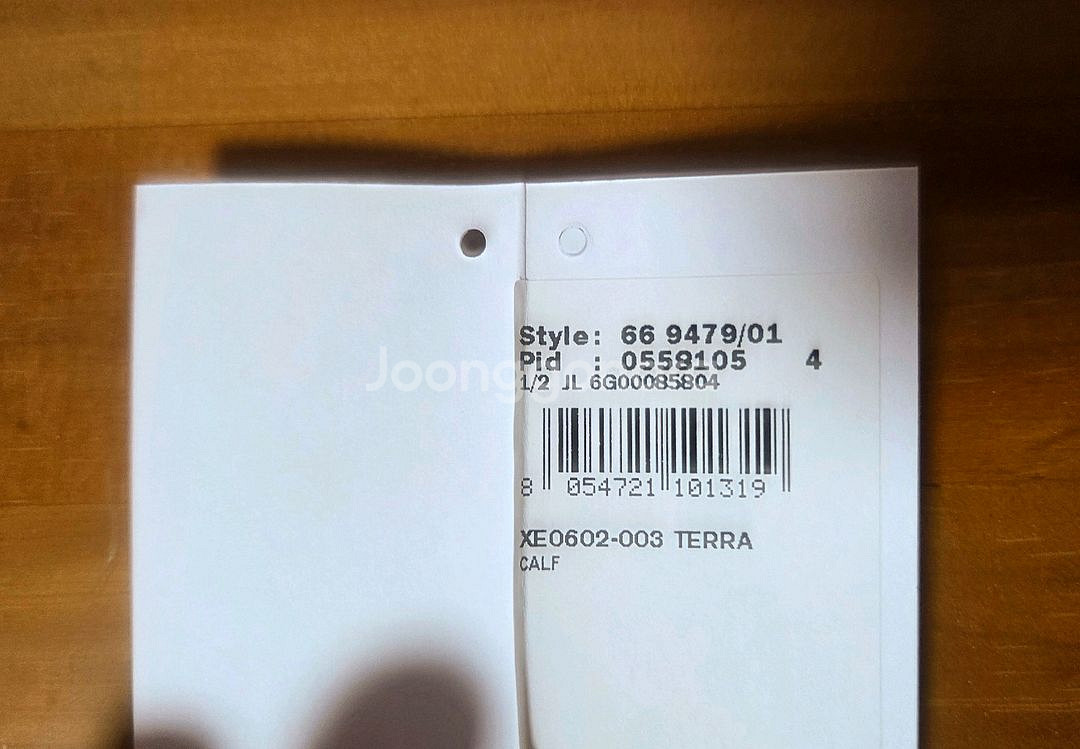 Style: 66 9479/01
Pid : 0558105 4
1/2 JL 6G00085804
8 054721 101319
XE0602-003 TERRA
CALF